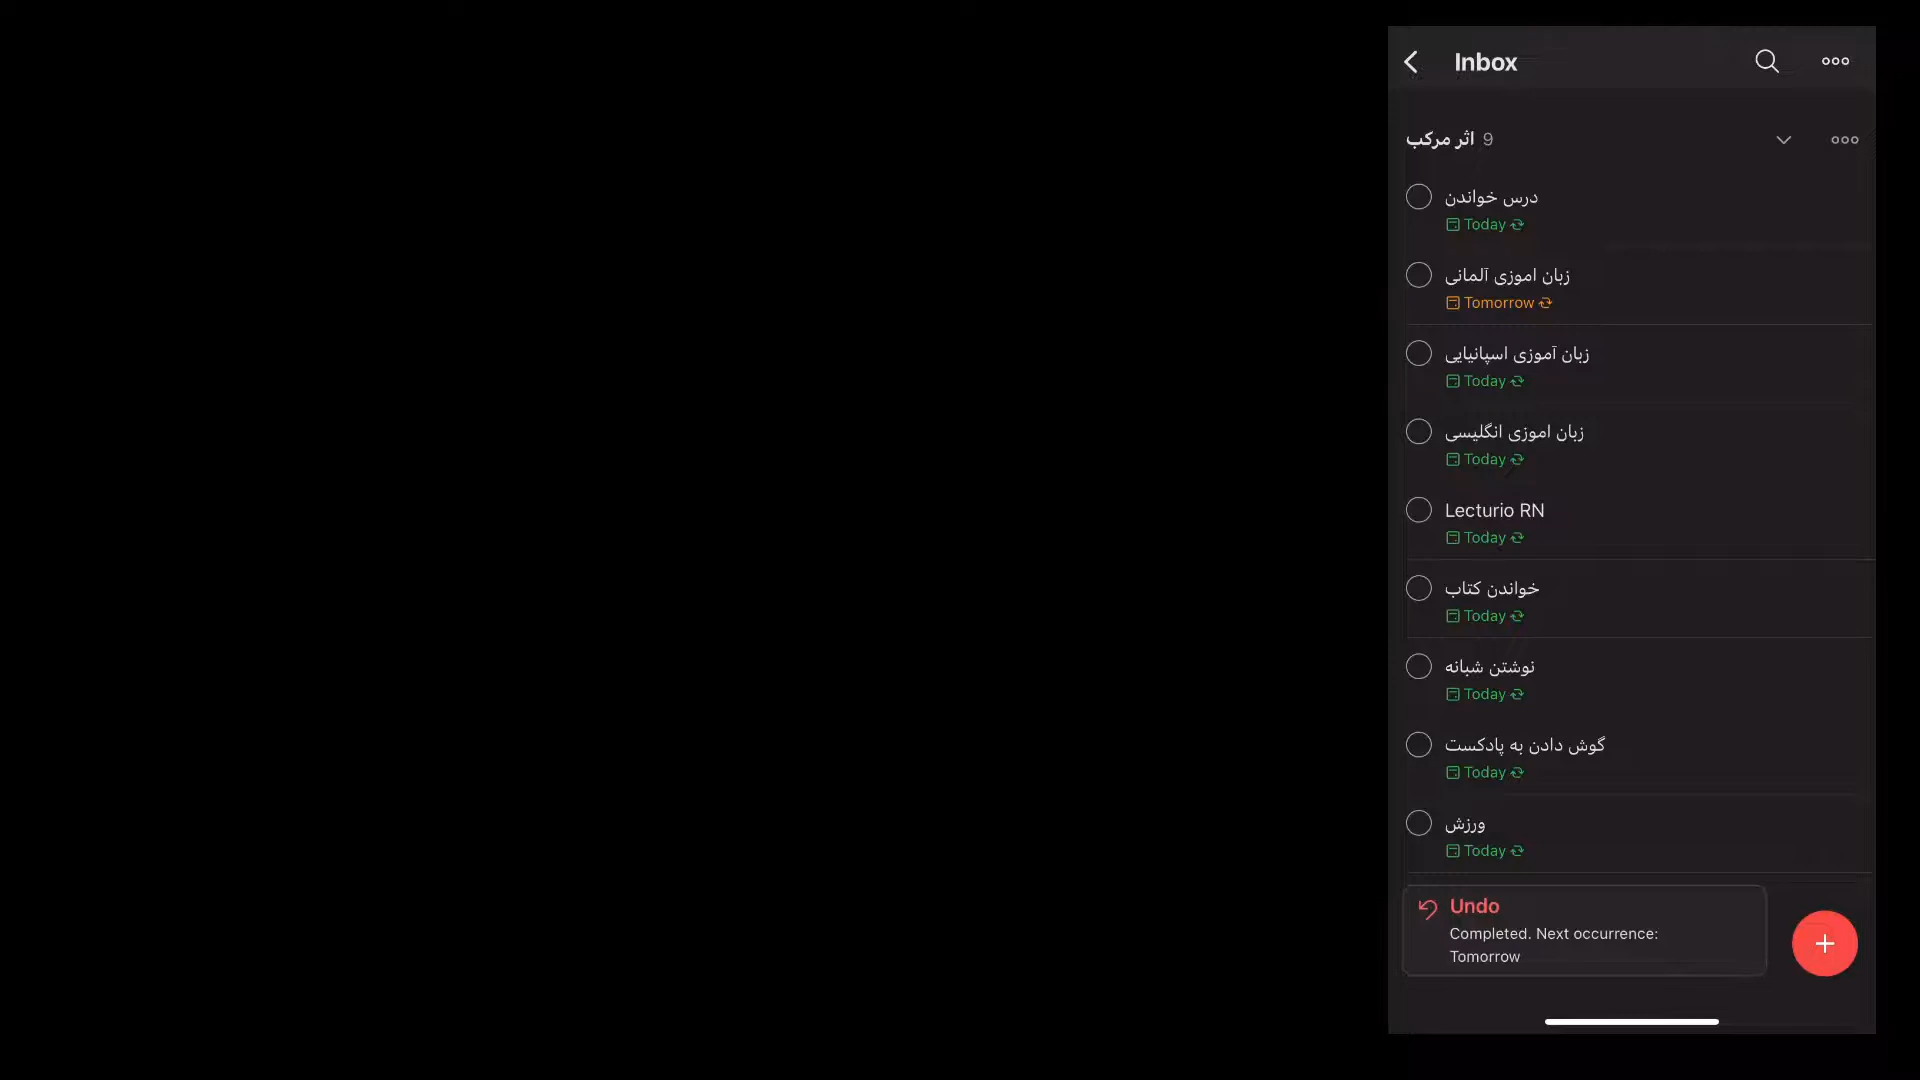 Inbox
اثر مرکب 9
درس خواندن
Today
زبان اموزی آلمانی
Tomorrow
زبان آموزی اسپانیایی
Today
زبان اموزی انگلیسی
Today
Lecturio RN
Today
خواندن کتاب
Today
نوشتن شبانه
Today
گوش دادن به پادکست
Today
ورزش
Today
Undo
Completed. Next occurrence:
Tomorrow